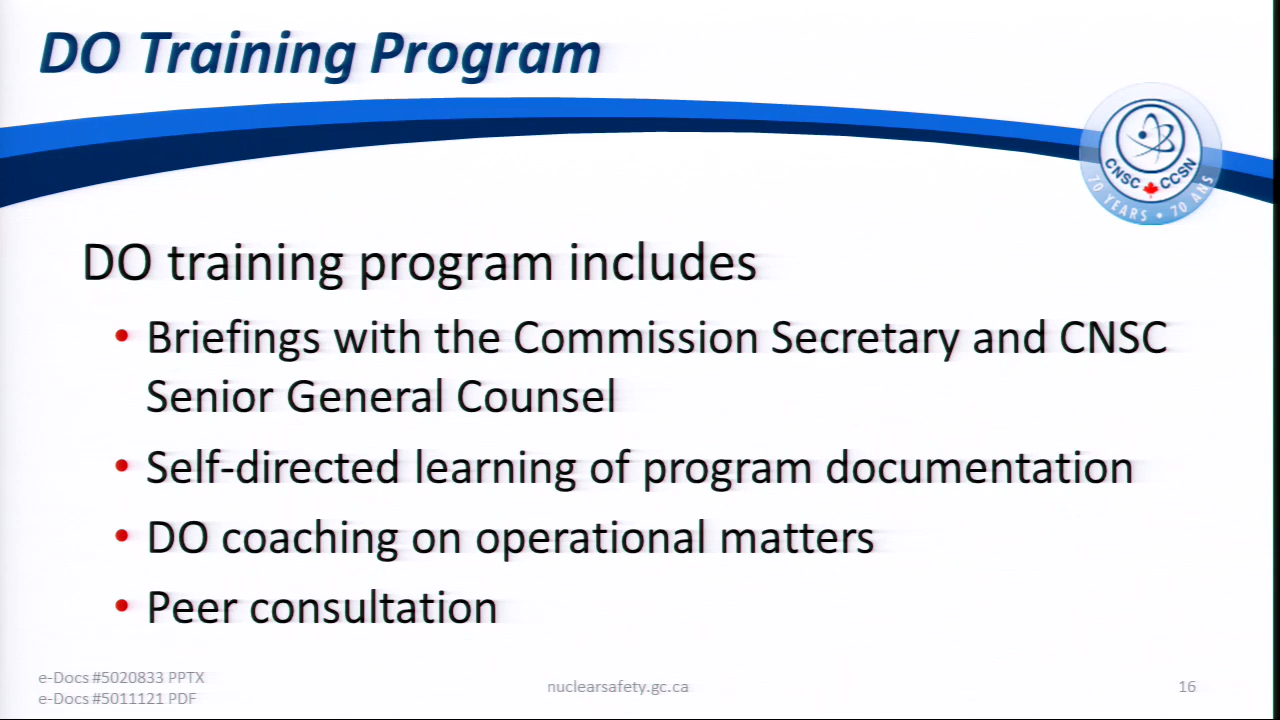 DO Training Program
CNSC CCSN
70 YEARS • 70 ANS
DO training program includes
• Briefings with the Commission Secretary and CNSC
Senior General Counsel
• Self-directed learning of program documentation
• DO coaching on operational matters
• Peer consultation
e-Docs #5020833 PPTX
e-Docs #5011121 PDF
nuclearsafety.gc.ca
16